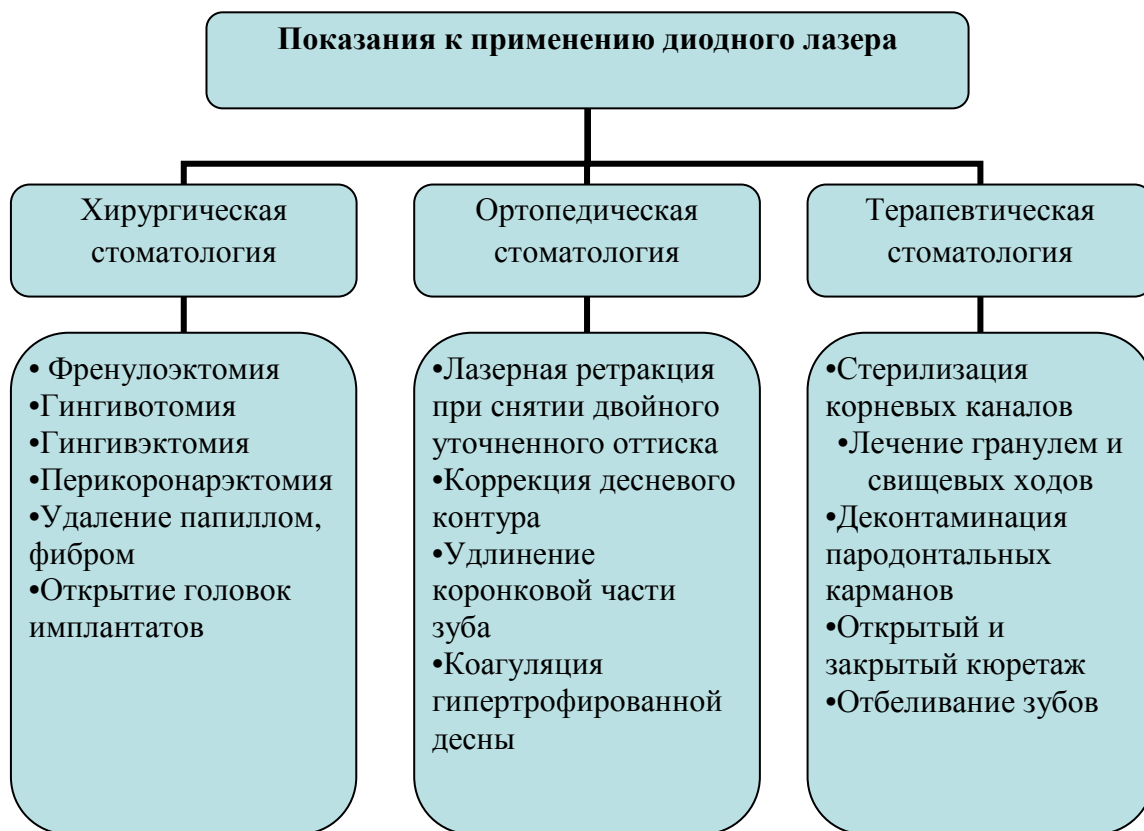 Показания к применению диодного лазера
Хирургическая
стоматология
Ортопедическая
стоматология
Терапевтическая
стоматология
• Френулоэктомия
•Гингивотомия
•Гингивэктомия
•Перикоронарэктомия
•Удаление папиллом,
фибром
•Открытие головок
имплантатов
•Лазерная ретракция
при снятии двойного
уточненного оттиска
•Коррекция десневого
контура
•Удлинение
коронковой части
зуба
•Коагуляция
гипертрофированной
десны
•Стерилизация
корневых каналов
•Лечение гранулем и
свищевых ходов
•Деконтаминация
пародонтальных
карманов
•Открытый и
закрытый кюретаж
•Отбеливание зубов